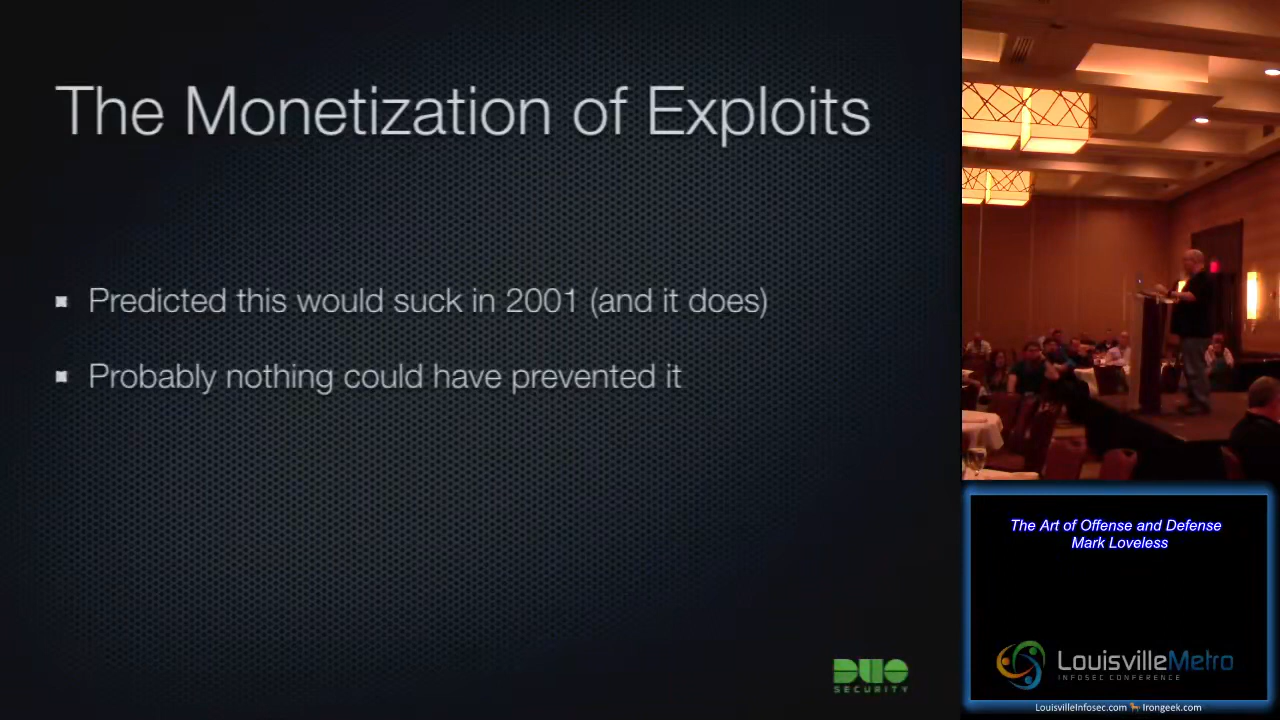 The Monetization of Exploits
Predicted this would suck in 2001 (and it does)
Probably nothing could have prevented it
DUO
SECURITY
The Art of Offense and Defense
Mark Loveless
LouisvilleMetro
INFOSEC CONFERENCE
LouisvilleInfosec.com Irongeek.com